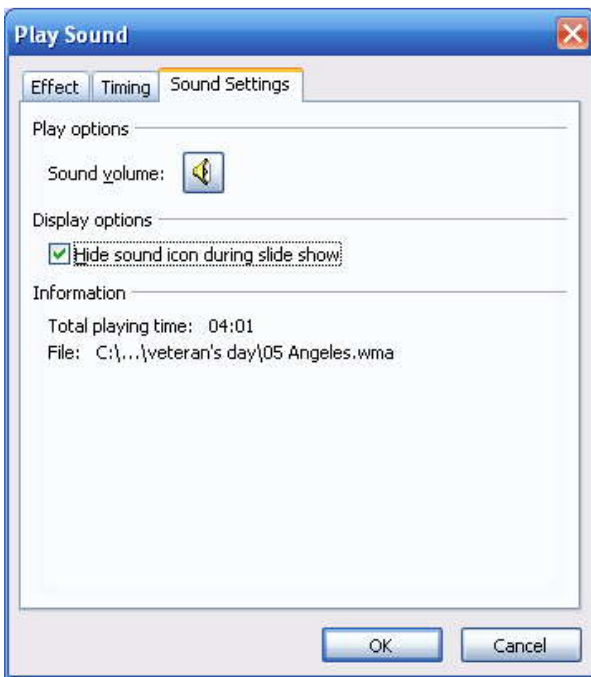 Play Sound
Effect Timing Sound Settings
Play options
Sound volume:
Display options
Hide sound icon during slide show
Information
Total playing time: 04:01
File: C:\...\veteran's day\05 Angeles.wma
OK Cancel